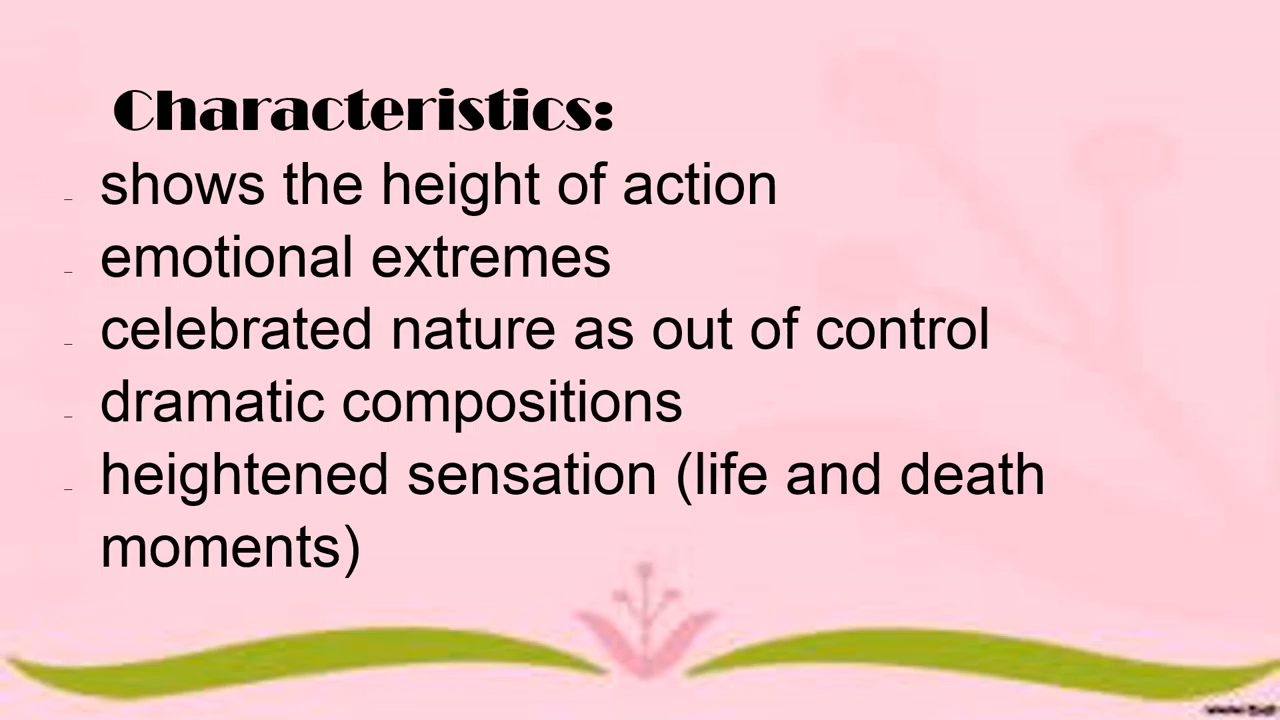 Characteristics:
- shows the height of action
- emotional extremes
- celebrated nature as out of control
- dramatic compositions
- heightened sensation (life and death
moments)